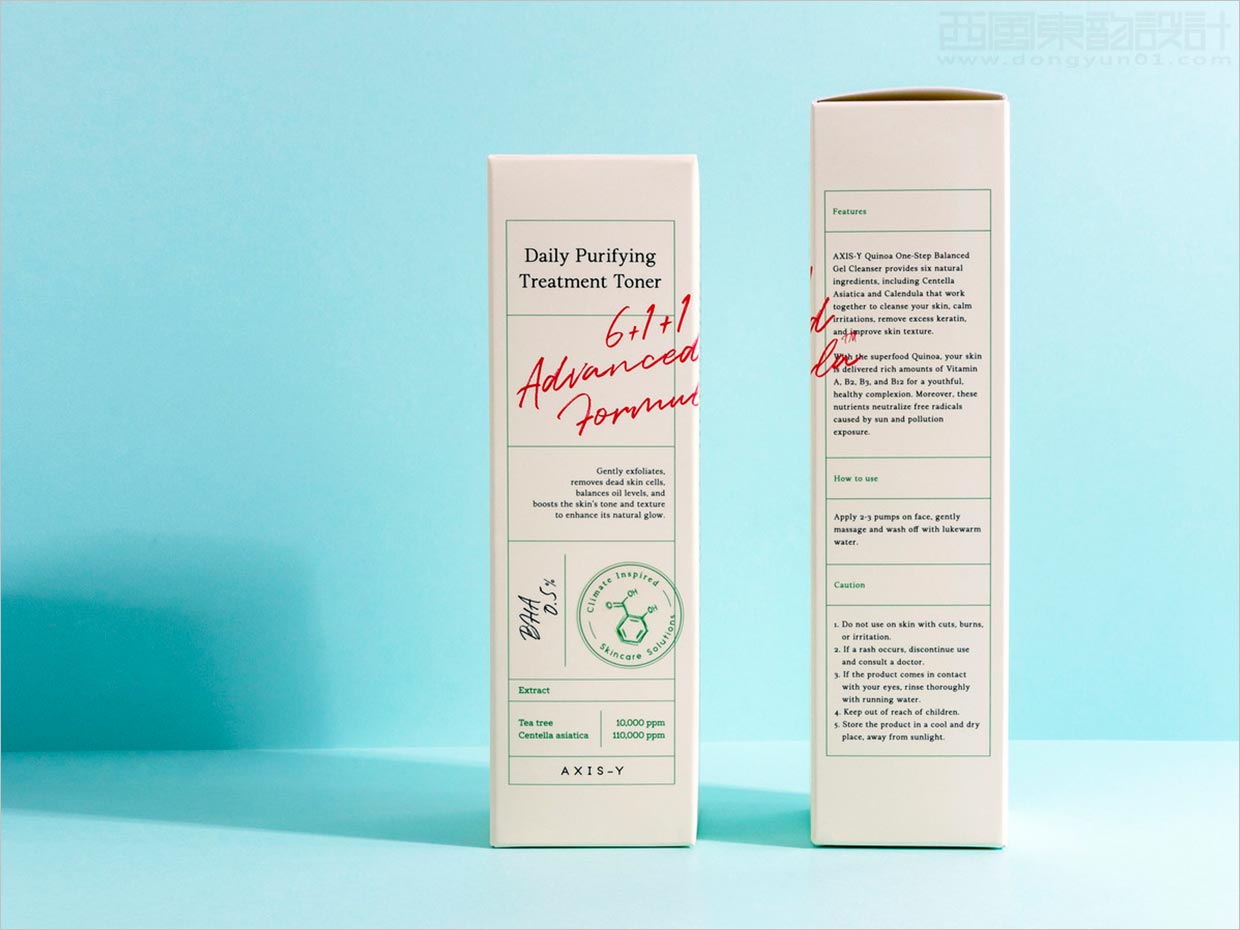 西風東韵設計
www.dongyun01.com
Daily Purifying
Treatment Toner
6+1+1
Advanced
Formul
Gently exfoliates,
removes dead skin cells,
balances oil levels, and
boosts the skin's tone and texture
to enhance its natural glow.
BHA
0.5%
Climate Inspired
Skincare Solutions
O
OH
OH
Extract
Tea tree 10,000 ppm
Centella asiatica 110,000 ppm
AXIS-Y
d
la™
Features
AXIS-Y Quinoa One-Step Balanced
Gel Cleanser provides six natural
ingredients, including Centella
Asiatica and Calendula that work
together to cleanse your skin, calm
irritations, remove excess keratin,
and improve skin texture.
With the superfood Quinoa, your skin
is delivered rich amounts of Vitamin
A, B2, B3, and B12 for a youthful,
healthy complexion. Moreover, these
nutrients neutralize free radicals
caused by sun and pollution
exposure.
How to use
Apply 2-3 pumps on face, gently
massage and wash off with lukewarm
water.
Caution
1. Do not use on skin with cuts, burns,
or irritation.
2. If a rash occurs, discontinue use
and consult a doctor.
3. If the product comes in contact
with your eyes, rinse thoroughly
with running water.
4. Keep out of reach of children.
5. Store the product in a cool and dry
place, away from sunlight.